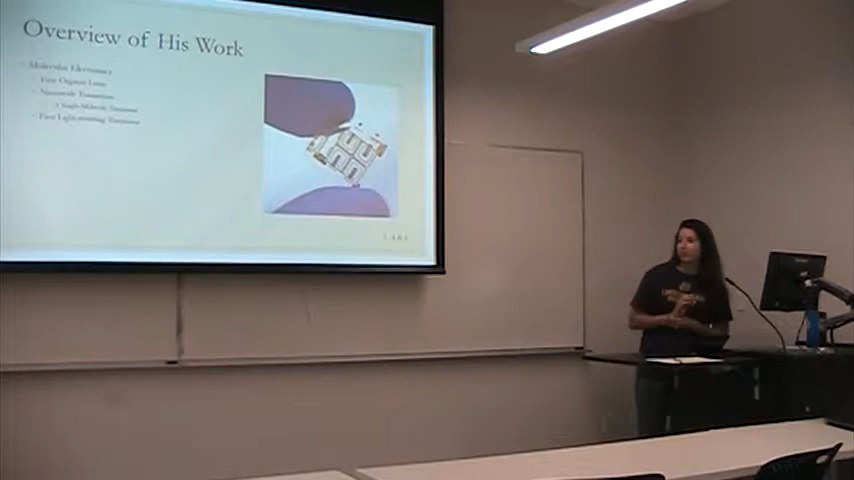 Overview of His Work
Molecular Electronics
First Organic Laser
Nanoscale Transistors
A Single-Molecule Transistor
First Light-emitting Transistor